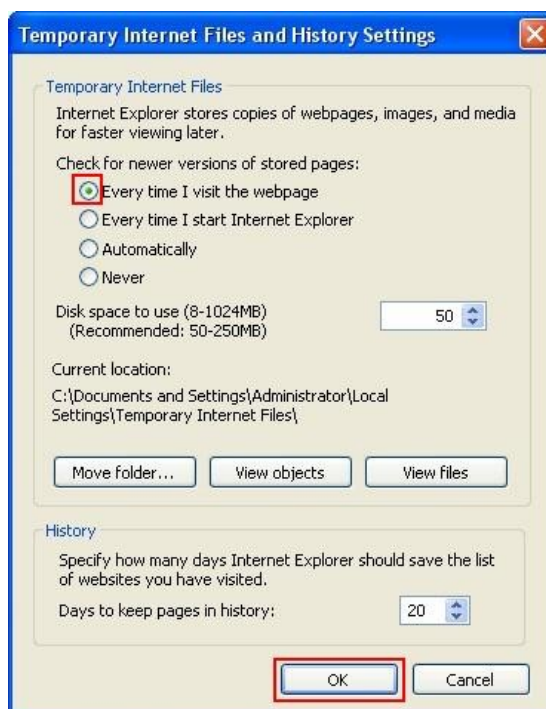 Temporary Internet Files and History Settings
Temporary Internet Files
Internet Explorer stores copies of webpages, images, and media
for faster viewing later.
Check for newer versions of stored pages:
Every time I visit the webpage
Every time I start Internet Explorer
Automatically
Never
Disk space to use (8-1024MB)
50
(Recommended: 50-250MB)
Current location:
C:\Documents and Settings\Administrator\Local
Settings\Temporary Internet Files\
Move folder... View objects View files
History
Specify how many days Internet Explorer should save the list
of websites you have visited.
Days to keep pages in history: 20
OK Cancel